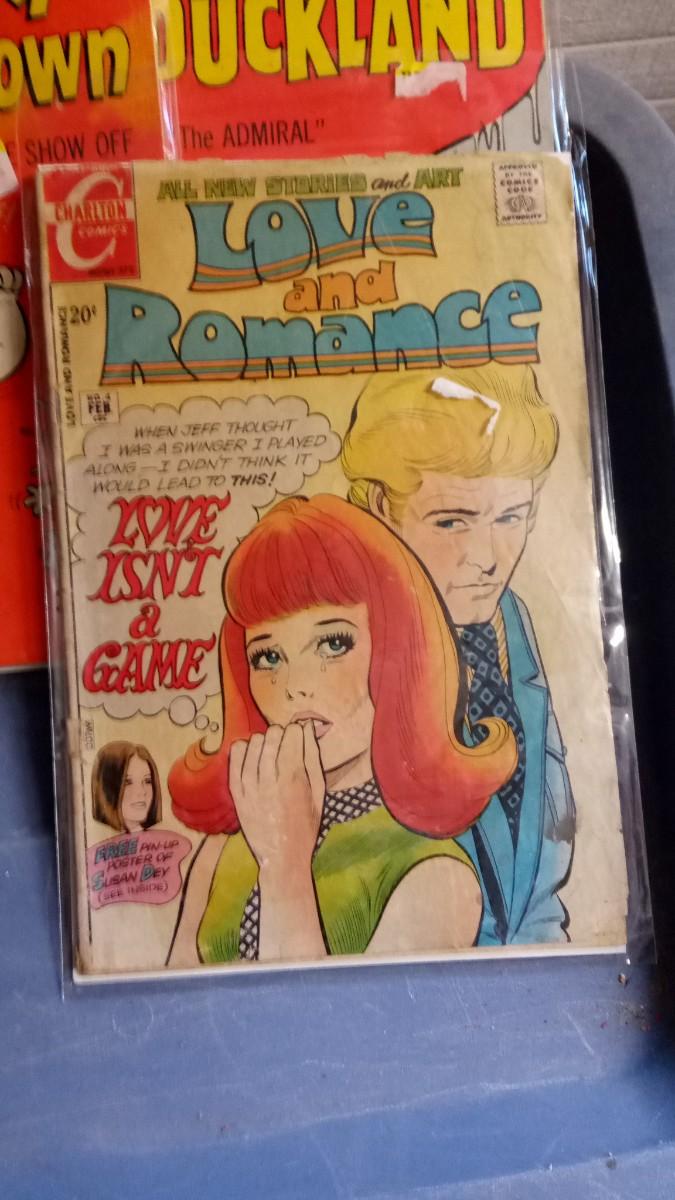 own
DUCKLAND
E SHOW OFF
The ADMIRAL"
CHARLTON
COMICS
ALL NEW STORIES and ART
APPROVED
BY THE
COMICS
CODE
AUTHORITY
LOVE
and
ROMANCE
20¢
LOVE AND ROMANCE
FEB
WHEN JEFF THOUGHT
I WAS A SWINGER I PLAYED
ALONG—I DIDN'T THINK IT
WOULD LEAD TO THIS!
LOVE
ISN'T
a
GAME
FREE PIN-UP
POSTER OF
SUSAN DEY
(SEE INSIDE)